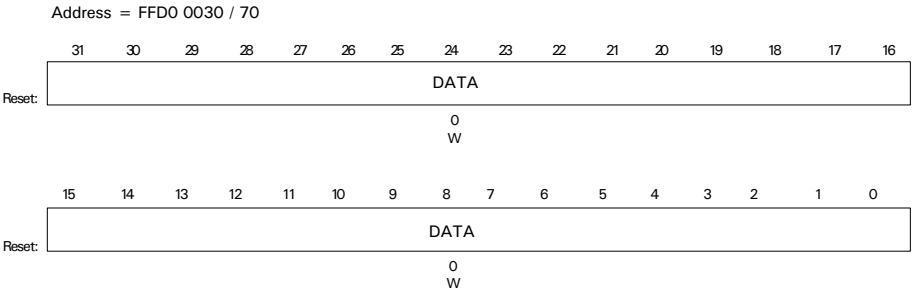 Address = FFD0 0030 / 70
31 30 29 28 27 26 25 24 23 22 21 20 19 18 17 16
DATA
Reset:
0
W
15 14 13 12 11 10 9 8 7 6 5 4 3 2 1 0
DATA
Reset:
0
W